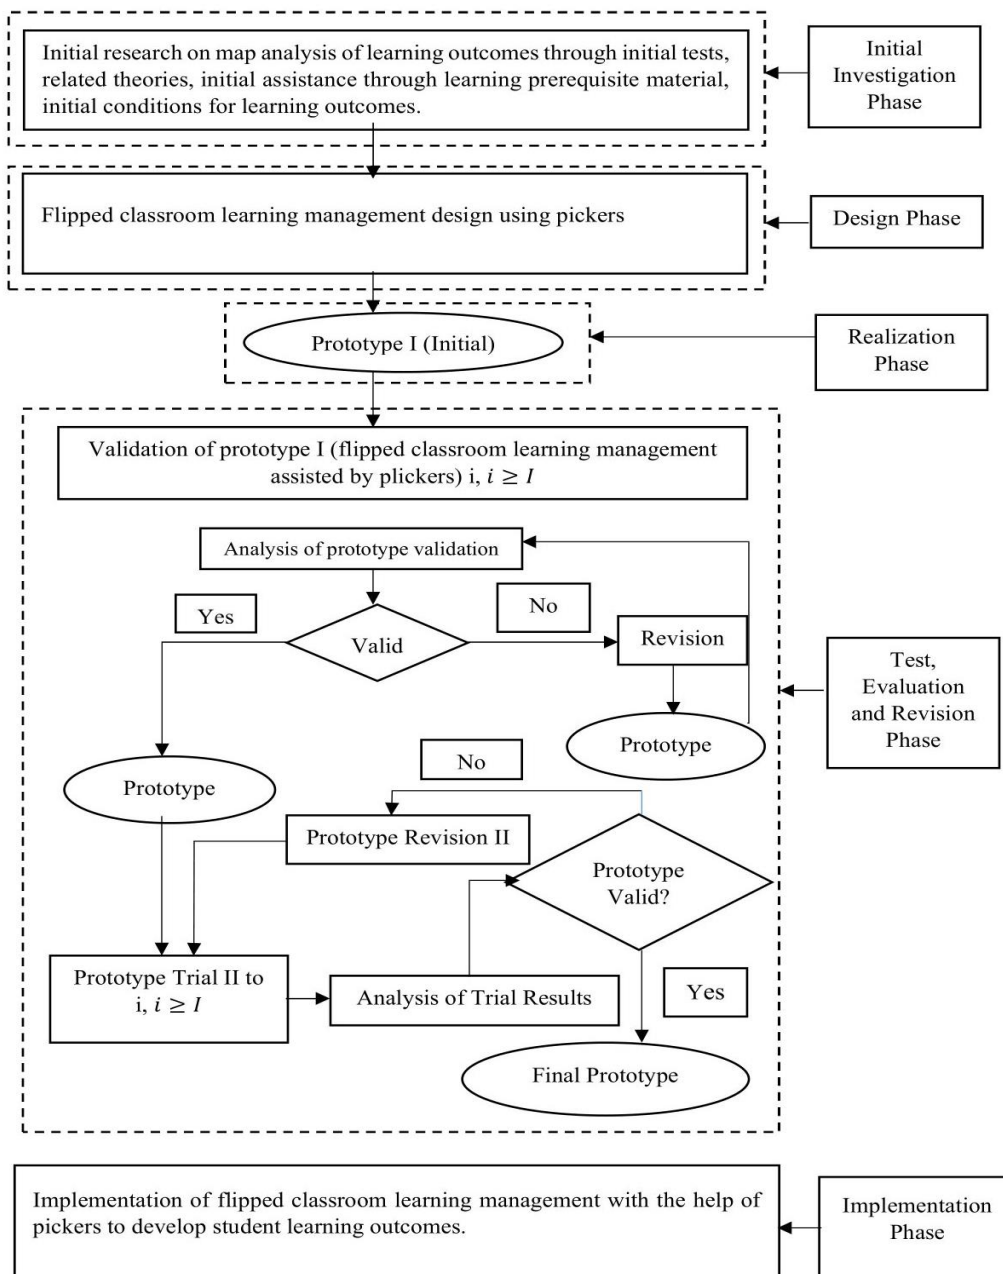 Initial research on map analysis of learning outcomes through initial tests,
related theories, initial assistance through learning prerequisite material,
initial conditions for learning outcomes.
Initial
Investigation
Phase
Flipped classroom learning management design using pickers
Design Phase
Prototype I (Initial)
Realization
Phase
Validation of prototype I (flipped classroom learning management
assisted by plickers) i, i ≥ I
Analysis of prototype validation
Yes
No
Valid
Revision
Test,
Evaluation
and Revision
Phase
Prototype
No
Prototype
Prototype Revision II
Prototype
Valid?
Prototype Trial II to
i, i ≥ I
Analysis of Trial Results
Yes
Final Prototype
Implementation of flipped classroom learning management with the help of
pickers to develop student learning outcomes.
Implementation
Phase